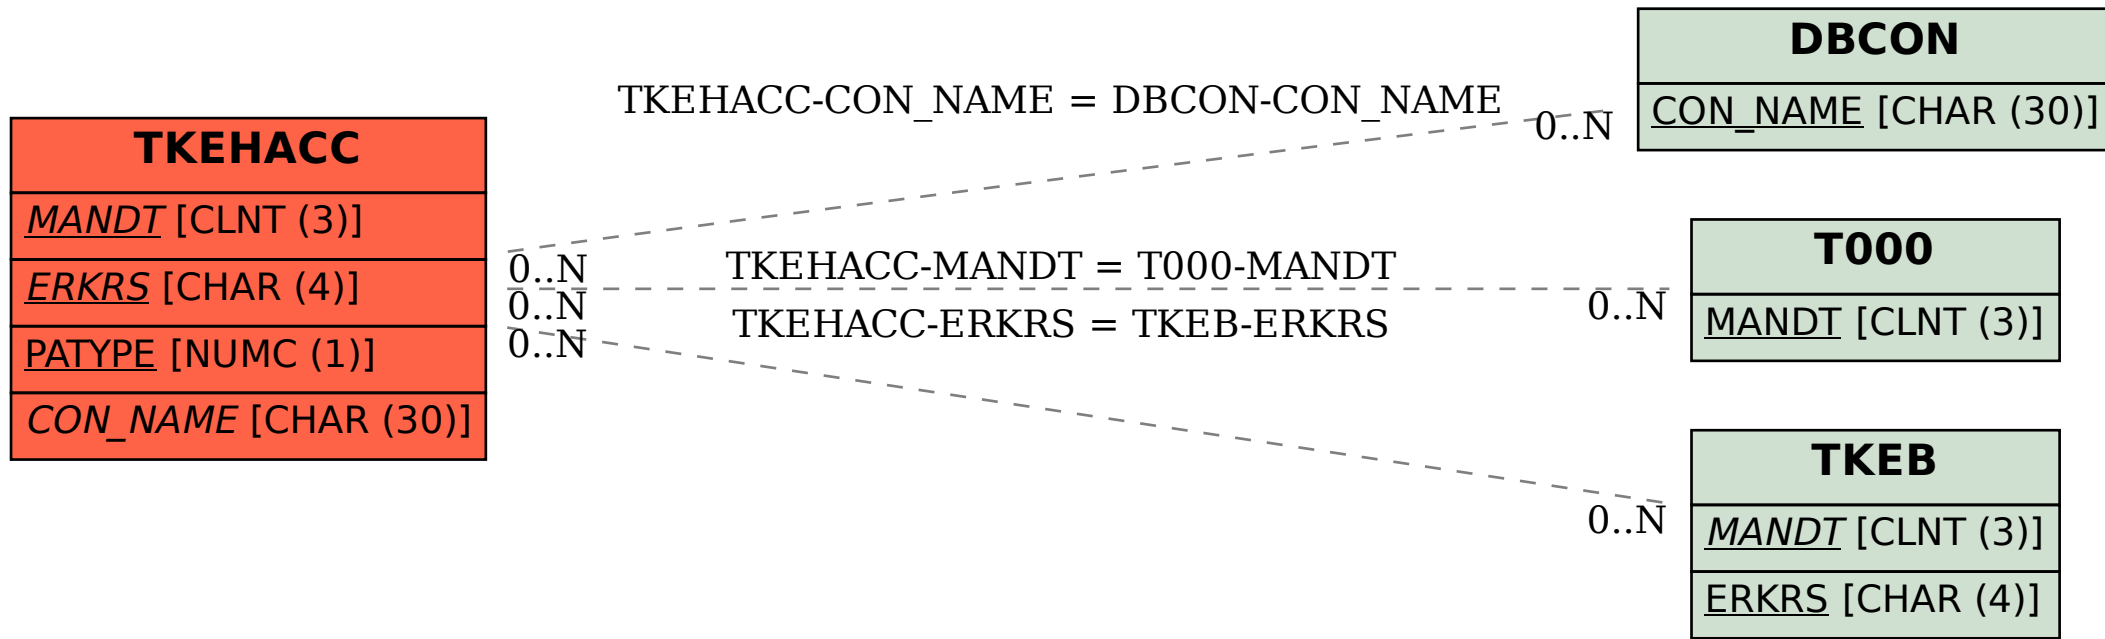 TKEHACC
MANDT [CLNT (3)]
ERKRS [CHAR (4)]
PATYPE [NUMC (1)]
CON_NAME [CHAR (30)]
TKEHACC-CON_NAME = DBCON-CON_NAME
0..N
0..N
TKEHACC-MANDT = T000-MANDT
0..N
0..N
TKEHACC-ERKRS = TKEB-ERKRS
0..N
0..N
DBCON
CON_NAME [CHAR (30)]
T000
MANDT [CLNT (3)]
TKEB
MANDT [CLNT (3)]
ERKRS [CHAR (4)]